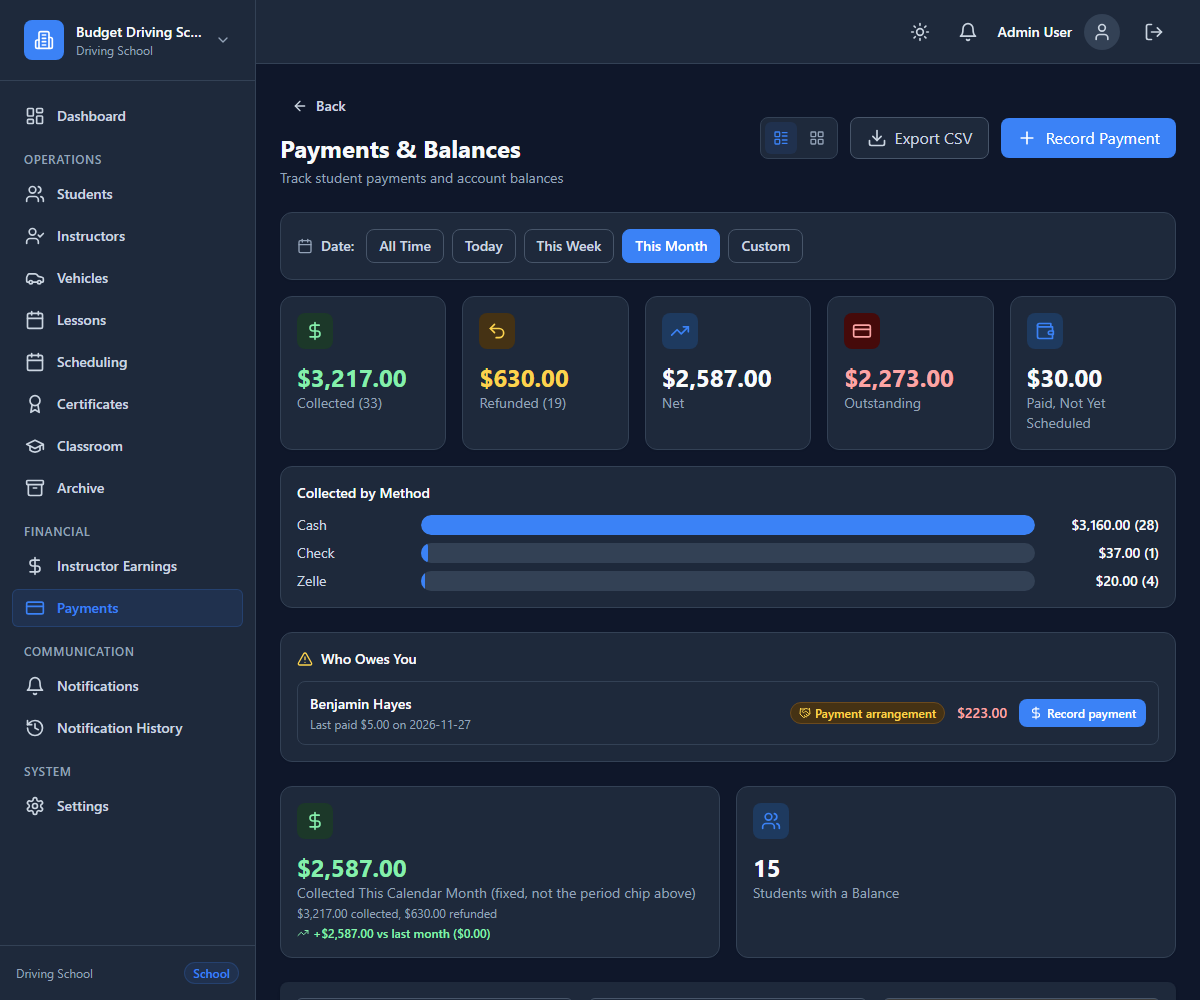 Budget Driving Sc...
Driving School
Admin User
Dashboard
OPERATIONS
Students
Instructors
Vehicles
Lessons
Scheduling
Certificates
Classroom
Archive
FINANCIAL
Instructor Earnings
Payments
COMMUNICATION
Notifications
Notification History
SYSTEM
Settings
Driving School
School
Back
Payments & Balances
Track student payments and account balances
Export CSV
Record Payment
Date:
All Time
Today
This Week
This Month
Custom
$3,217.00
Collected (33)
$630.00
Refunded (19)
$2,587.00
Net
$2,273.00
Outstanding
$30.00
Paid, Not Yet
Scheduled
Collected by Method
Cash
$3,160.00 (28)
Check
$37.00 (1)
Zelle
$20.00 (4)
Who Owes You
Benjamin Hayes
Last paid $5.00 on 2026-11-27
Payment arrangement
$223.00
Record payment
$2,587.00
Collected This Calendar Month (fixed, not the period chip above)
$3,217.00 collected, $630.00 refunded
+$2,587.00 vs last month ($0.00)
15
Students with a Balance